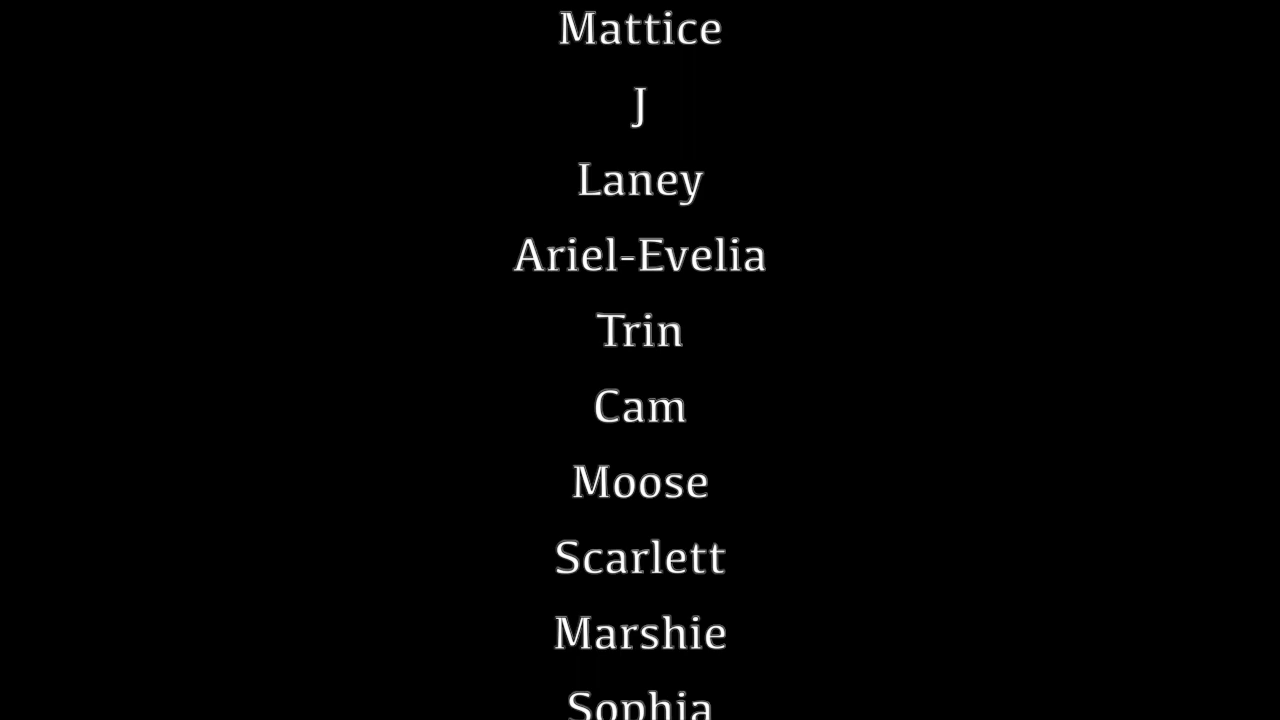 Mattice
J
Laney
Ariel-Evelia
Trin
Cam
Moose
Scarlett
Marshie
Sophia